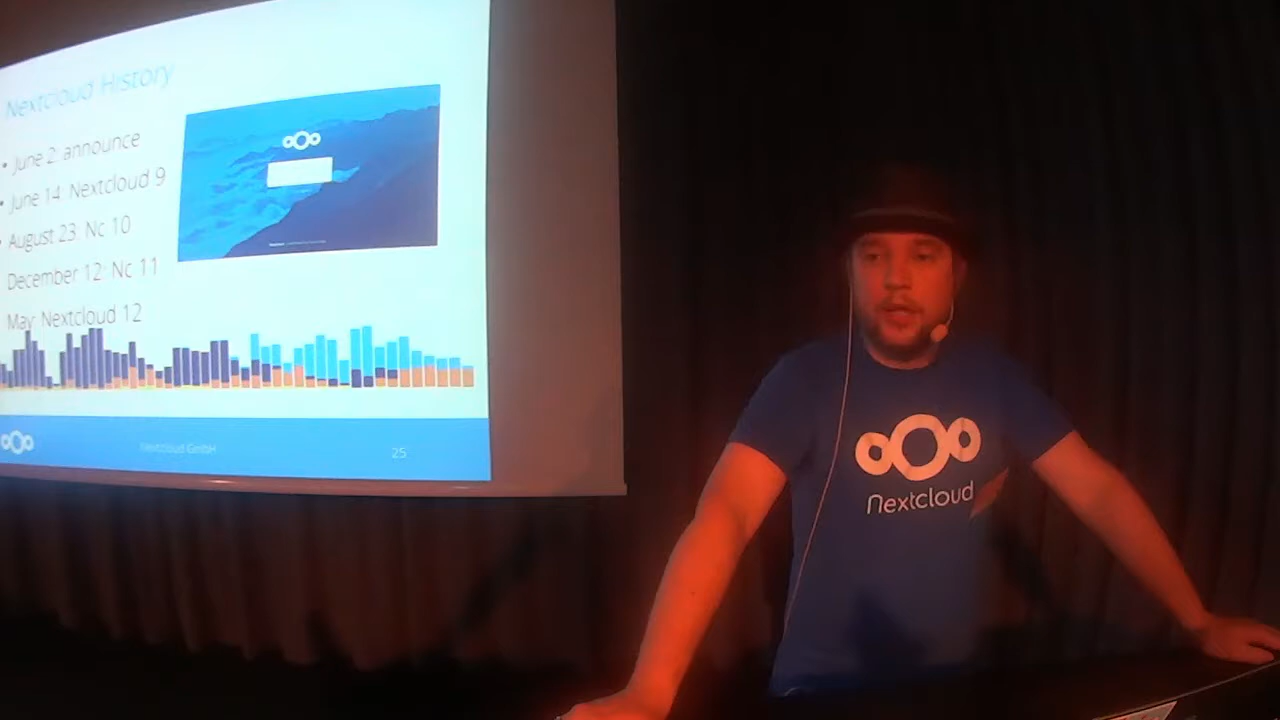 Nextcloud History
• June 2: announce
• June 14: Nextcloud 9
• August 23: Nc 10
December 12: Nc 11
May: Nextcloud 12
Nextcloud GmbH
25
Nextcloud